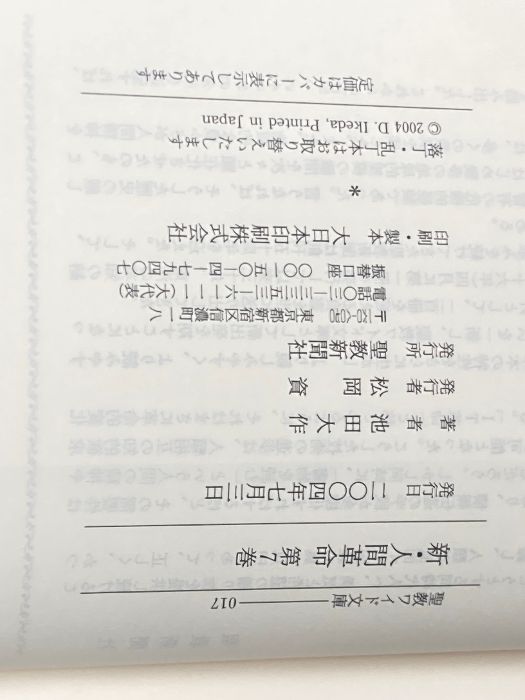 聖教ワイド文庫————017
新・人間革命 第7巻
発行日 二〇〇四年七月三日
著者 池田大作
発行者 松岡資
発行所 聖教新聞社
東京都新宿区信濃町一八
電話〇三—三三五三—六一一一(大代表)
振替口座 〇〇一五〇—四—七九四〇七
印刷・製本 大日本印刷株式会社
*
落丁・乱丁本はお取り替えいたします
© 2004 D. Ikeda, Printed in Japan
定価はカバーに表示してあります